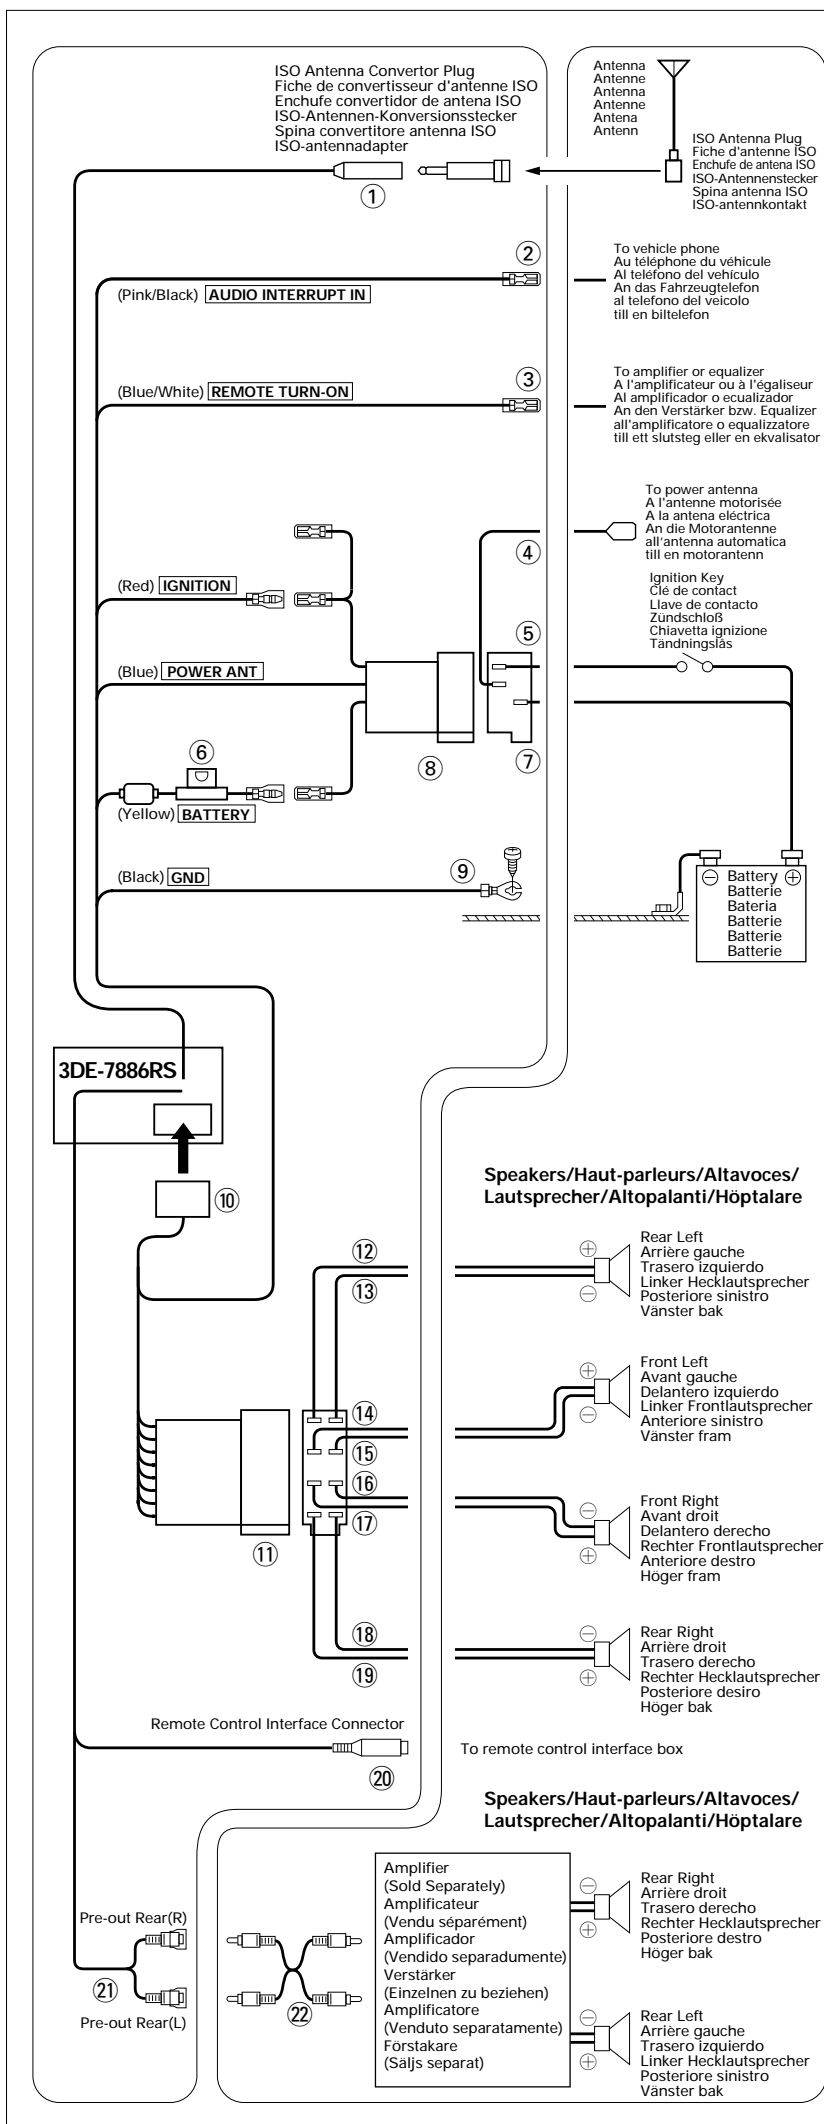 ISO Antenna Convertor Plug
Fiche de convertisseur d'antenne ISO
Enchufe convertidor de antena ISO
ISO-Antennen-Konversionsstecker
Spina convertitore antenna ISO
ISO-antennadapter
Antenna
Antenne
Antenna
Antenne
Antena
Antenn
ISO Antenna Plug
Fiche d'antenne ISO
Enchufe de antena ISO
ISO-Antennenstecker
Spina antenna ISO
ISO-antennkontakt
①
②
(Pink/Black) AUDIO INTERRUPT IN
To vehicle phone
Au téléphone du véhicule
Al teléfono del vehículo
An das Fahrzeugtelefon
al telefono del veicolo
till en biltelefon
③
(Blue/White) REMOTE TURN-ON
To amplifier or equalizer
A l'amplificateur ou à l'égaliseur
Al amplificador o ecualizador
An den Verstärker bzw. Equalizer
all'amplificatore o equalizzatore
till ett slutsteg eller en ekvalisator
④
To power antenna
A l'antenne motorisée
A la antena eléctrica
An die Motorantenne
all'antenna automatica
till en motorantenn
(Red) IGNITION
⑤
Ignition Key
Clé de contact
Llave de contacto
Zündschloß
Chiavetta ignizione
Tändningslås
(Blue) POWER ANT
⑥
⑧
⑦
(Yellow) BATTERY
(Black) GND
⑨
⊖ Battery ⊕
Batterie
Bateria
Batterie
Batterie
Batterie
3DE-7886RS
⑩
Speakers/Haut-parleurs/Altavoces/
Lautsprecher/Altopalanti/Höptalare
⑫
⑬
⊕
⊖
Rear Left
Arrière gauche
Trasero izquierdo
Linker Hecklautsprecher
Posteriore sinistro
Vänster bak
⑭
⑮
⊕
⊖
Front Left
Avant gauche
Delantero izquierdo
Linker Frontlautsprecher
Anteriore sinistro
Vänster fram
⑯
⑰
⑪
⊖
⊕
Front Right
Avant droit
Delantero derecho
Rechter Frontlautsprecher
Anteriore destro
Höger fram
⑱
⑲
⊖
⊕
Rear Right
Arrière droit
Trasero derecho
Rechter Hecklautsprecher
Posteriore desiro
Höger bak
Remote Control Interface Connector
⑳
To remote control interface box
Speakers/Haut-parleurs/Altavoces/
Lautsprecher/Altopalanti/Höptalare
Pre-out Rear(R)
㉑
Pre-out Rear(L)
㉒
Amplifier
(Sold Separately)
Amplificateur
(Vendu séparément)
Amplificador
(Vendido separadumente)
Verstärker
(Einzelnen zu beziehen)
Amplificatore
(Venduto separatamente)
Förstakare
(Säljs separat)
⊖
⊕
Rear Right
Arrière droit
Trasero derecho
Rechter Hecklautsprecher
Posteriore destro
Höger bak
⊖
⊕
Rear Left
Arrière gauche
Trasero izquierdo
Linker Hecklautsprecher
Posteriore sinistro
Vänster bak